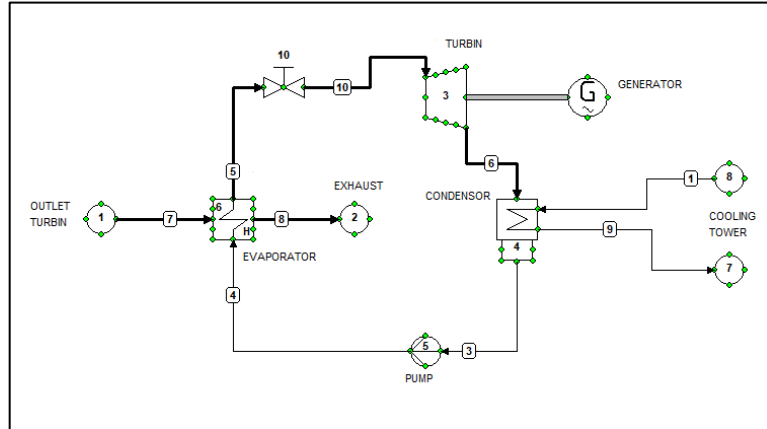 TURBIN
10
10
3
G
GENERATOR
5
6
EXHAUST
CONDENSOR
1
8
OUTLET
TURBIN
1
7
6
H
8
2
EVAPORATOR
4
9
COOLING
TOWER
7
4
5
3
PUMP